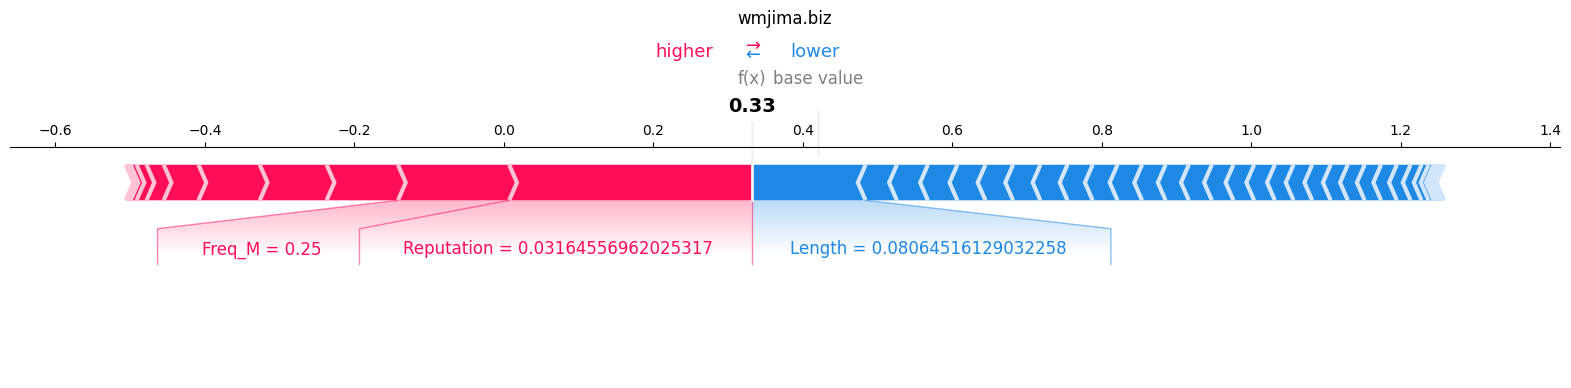 wmjima.biz
higher ⇄ lower
f(x) base value
0.33
−0.6 −0.4 −0.2 0.0 0.2 0.4 0.6 0.8 1.0 1.2 1.4
Freq_M = 0.25 Reputation = 0.03164556962025317 Length = 0.08064516129032258